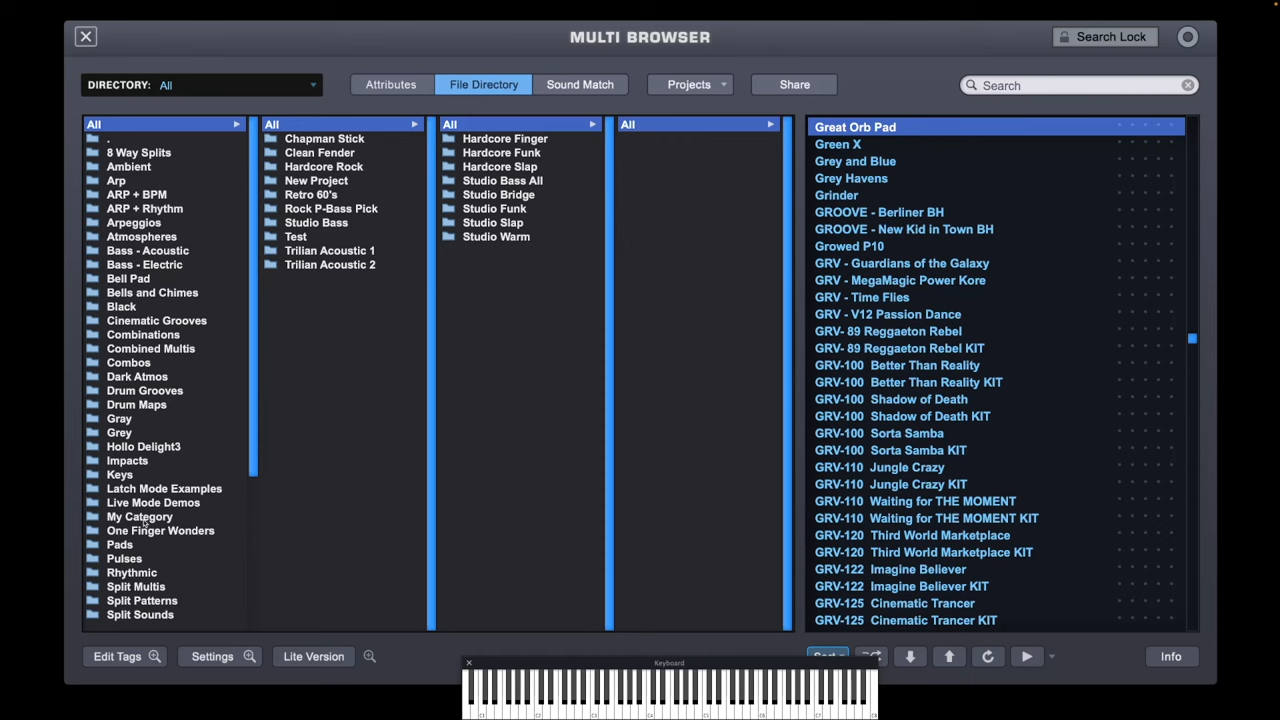 MULTI BROWSER
Search Lock
DIRECTORY: All
Attributes
File Directory
Sound Match
Projects
Share
Search
All
.
8 Way Splits
Ambient
Arp
ARP + BPM
ARP + Rhythm
Arpeggios
Atmospheres
Bass - Acoustic
Bass - Electric
Bell Pad
Bells and Chimes
Black
Cinematic Grooves
Combinations
Combined Multis
Combos
Dark Atmos
Drum Grooves
Drum Maps
Gray
Grey
Hollo Delight3
Impacts
Keys
Latch Mode Examples
Live Mode Demos
My Category
One Finger Wonders
Pads
Pulses
Rhythmic
Split Multis
Split Patterns
Split Sounds
All
Chapman Stick
Clean Fender
Hardcore Rock
New Project
Retro 60's
Rock P-Bass Pick
Studio Bass
Test
Trilian Acoustic 1
Trilian Acoustic 2
All
Hardcore Finger
Hardcore Funk
Hardcore Slap
Studio Bass All
Studio Bridge
Studio Funk
Studio Slap
Studio Warm
All
Great Orb Pad
Green X
Grey and Blue
Grey Havens
Grinder
GROOVE - Berliner BH
GROOVE - New Kid in Town BH
Growed P10
GRV - Guardians of the Galaxy
GRV - MegaMagic Power Kore
GRV - Time Flies
GRV - V12 Passion Dance
GRV- 89 Reggaeton Rebel
GRV- 89 Reggaeton Rebel KIT
GRV-100 Better Than Reality
GRV-100 Better Than Reality KIT
GRV-100 Shadow of Death
GRV-100 Shadow of Death KIT
GRV-100 Sorta Samba
GRV-100 Sorta Samba KIT
GRV-110 Jungle Crazy
GRV-110 Jungle Crazy KIT
GRV-110 Waiting for THE MOMENT
GRV-110 Waiting for THE MOMENT KIT
GRV-120 Third World Marketplace
GRV-120 Third World Marketplace KIT
GRV-122 Imagine Believer
GRV-122 Imagine Believer KIT
GRV-125 Cinematic Trancer
GRV-125 Cinematic Trancer KIT
Edit Tags
Settings
Lite Version
Info
Keyboard
C1 C2 C3 C4 C5 C6 C7 C8